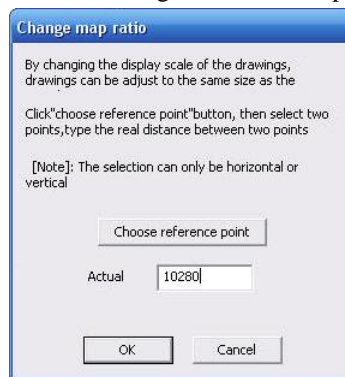 Change map ratio
By changing the display scale of the drawings,
drawings can be adjust to the same size as the
Click"choose reference point"button, then select two
points,type the real distance between two points
[Note]: The selection can only be horizontal or
vertical
Choose reference point
Actual 10280
OK Cancel